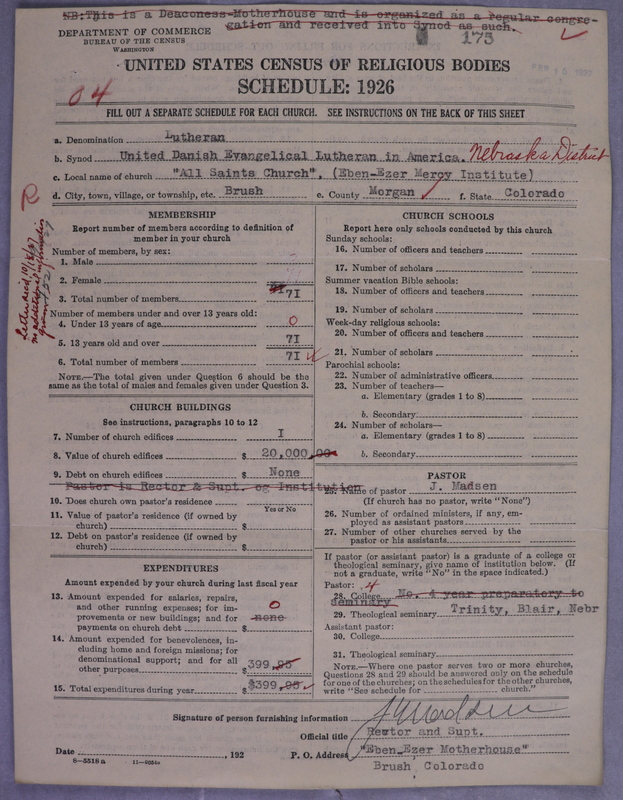 NB:This is a Deaconess-Motherhouse and is organized as a regular congre-
gation and received into Synod as such.
DEPARTMENT OF COMMERCE
BUREAU OF THE CENSUS
WASHINGTON
175
UNITED STATES CENSUS OF RELIGIOUS BODIES
SCHEDULE: 1926
04
FILL OUT A SEPARATE SCHEDULE FOR EACH CHURCH. SEE INSTRUCTIONS ON THE BACK OF THIS SHEET
a. Denomination Lutheran
b. Synod United Danish Evangelical Lutheran in America. Nebraska District
c. Local name of church "All Saints Church", (Eben-Ezer Mercy Institute)
d. City, town, village, or township, etc. Brush e. County Morgan f. State Colorado
MEMBERSHIP
Report number of members according to definition of
member in your church
Number of members, by sex:
1. Male
2. Female
3. Total number of members 71
Number of members under and over 13 years old:
4. Under 13 years of age 0
5. 13 years old and over 71
6. Total number of members 71
NOTE.—The total given under Question 6 should be the
same as the total of males and females given under Question 3.
CHURCH BUILDINGS
See instructions, paragraphs 10 to 12
7. Number of church edifices I
8. Value of church edifices $ 20,000,00
9. Debt on church edifices $ None
Pastor is Rector & Supt. og Institution
10. Does church own pastor's residence
Yes or No
11. Value of pastor's residence (if owned by
church) $
12. Debt on pastor's residence (if owned by
church) $
EXPENDITURES
Amount expended by your church during last fiscal year
13. Amount expended for salaries, repairs,
and other running expenses; for im- 0
provements or new buildings; and for none
payments on church debt $
14. Amount expended for benevolences, in-
cluding home and foreign missions; for
denominational support; and for all
other purposes $ 399,95
15. Total expenditures during year $ $399,95
CHURCH SCHOOLS
Report here only schools conducted by this church
Sunday schools:
16. Number of officers and teachers
17. Number of scholars
Summer vacation Bible schools:
18. Number of officers and teachers
19. Number of scholars
Week-day religious schools:
20. Number of officers and teachers
21. Number of scholars
Parochial schools:
22. Number of administrative officers
23. Number of teachers—
a. Elementary (grades 1 to 8)
b. Secondary
24. Number of scholars—
a. Elementary (grades 1 to 8)
b. Secondary
PASTOR
25. Name of pastor J. Madsen
(If church has no pastor, write "None")
26. Number of ordained ministers, if any, em-
ployed as assistant pastors
27. Number of other churches served by the
pastor or his assistants
If pastor (or assistant pastor) is a graduate of a college or
theological seminary, give name of institution below. (If
not a graduate, write "No" in the space indicated.)
Pastor: 4
28. College No. 4 year preparatory to
seminary
29. Theological seminary Trinity, Blair, Nebr
Assistant pastor:
30. College
31. Theological seminary
NOTE.—Where one pastor serves two or more churches,
Questions 28 and 29 should be answered only on the schedule
for one of the churches; on the schedules for the other churches,
write "See schedule for church."
Signature of person furnishing information J Madsen
Official title Rector and Supt.
Date , 192 P. O. Address "Eben-Ezer Motherhouse"
8—5518 a Brush, Colorado